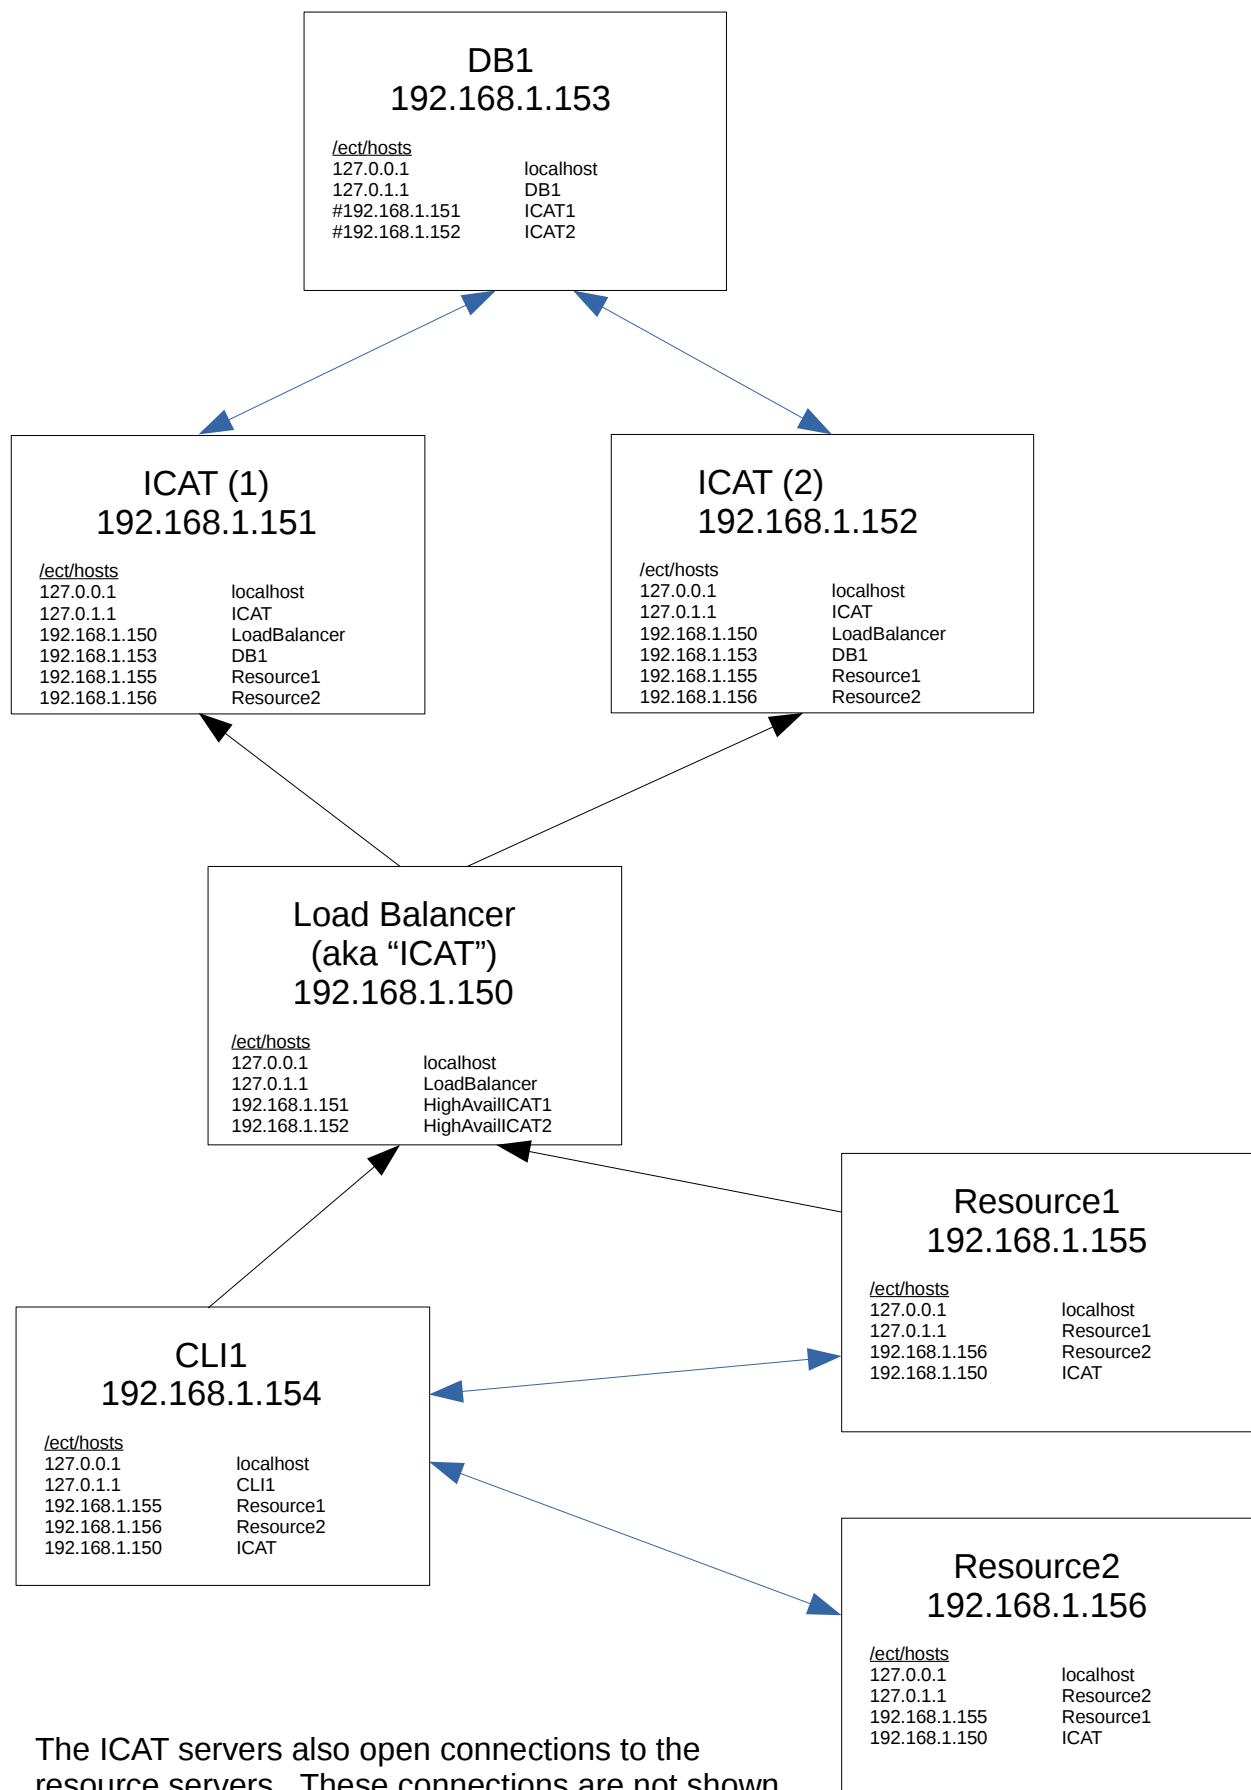 DB1
192.168.1.153
/ect/hosts
127.0.0.1 localhost
127.0.1.1 DB1
#192.168.1.151 ICAT1
#192.168.1.152 ICAT2
ICAT (1)
192.168.1.151
/ect/hosts
127.0.0.1 localhost
127.0.1.1 ICAT
192.168.1.150 LoadBalancer
192.168.1.153 DB1
192.168.1.155 Resource1
192.168.1.156 Resource2
ICAT (2)
192.168.1.152
/ect/hosts
127.0.0.1 localhost
127.0.1.1 ICAT
192.168.1.150 LoadBalancer
192.168.1.153 DB1
192.168.1.155 Resource1
192.168.1.156 Resource2
Load Balancer
(aka “ICAT”)
192.168.1.150
/ect/hosts
127.0.0.1 localhost
127.0.1.1 LoadBalancer
192.168.1.151 HighAvailICAT1
192.168.1.152 HighAvailICAT2
Resource1
192.168.1.155
/ect/hosts
127.0.0.1 localhost
127.0.1.1 Resource1
192.168.1.156 Resource2
192.168.1.150 ICAT
CLI1
192.168.1.154
/ect/hosts
127.0.0.1 localhost
127.0.1.1 CLI1
192.168.1.155 Resource1
192.168.1.156 Resource2
192.168.1.150 ICAT
Resource2
192.168.1.156
/ect/hosts
127.0.0.1 localhost
127.0.1.1 Resource2
192.168.1.155 Resource1
192.168.1.150 ICAT
The ICAT servers also open connections to the
resource servers. These connections are not shown